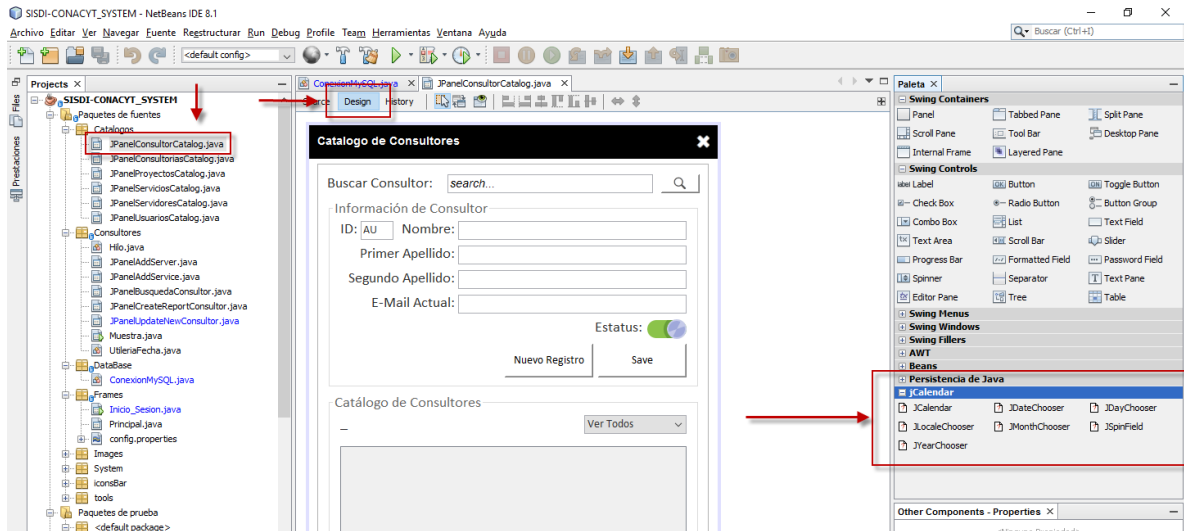 SISDI-CONACYT_SYSTEM - NetBeans IDE 8.1
Archivo Editar Ver Navegar Fuente Reestructurar Run Debug Profile Team Herramientas Ventana Ayuda
Buscar (Ctrl+I)
<default config>
Projects
ConexionMySQL.java
JPanelConsultorCatalog.java
Paleta
Files
Prestaciones
SISDI-CONACYT_SYSTEM
Paquetes de fuentes
Catalogos
JPanelConsultorCatalog.java
JPanelConsultoriasCatalog.java
JPanelProyectosCatalog.java
JPanelServiciosCatalog.java
JPanelServidoresCatalog.java
JPanelUsuariosCatalog.java
Consultores
Hilo.java
JPanelAddServer.java
JPanelAddService.java
JPanelBusquedaConsultor.java
JPanelCreateReportConsultor.java
JPanelUpdateNewConsultor.java
Muestra.java
UtileriaFecha.java
DataBase
ConexionMySQL.java
Frames
Inicio_Sesion.java
Principal.java
config.properties
Images
System
iconsBar
tools
Paquetes de prueba
<default package>
Source Design History
Catalogo de Consultores
Buscar Consultor: search...
Información de Consultor
ID: AU Nombre:
Primer Apellido:
Segundo Apellido:
E-Mail Actual:
Estatus:
Nuevo Registro Save
Catálogo de Consultores
_ Ver Todos
Swing Containers
Panel Tabbed Pane Split Pane
Scroll Pane Tool Bar Desktop Pane
Internal Frame Layered Pane
Swing Controls
label Label OK Button ON Toggle Button
Check Box Radio Button Button Group
Combo Box List Text Field
Text Area Scroll Bar Slider
Progress Bar Formatted Field Password Field
Spinner Separator Text Pane
Editor Pane Tree Table
Swing Menus
Swing Windows
Swing Fillers
AWT
Beans
Persistencia de Java
jCalendar
JCalendar JDateChooser JDayChooser
JLocaleChooser JMonthChooser JSpinField
JYearChooser
Other Components - Properties